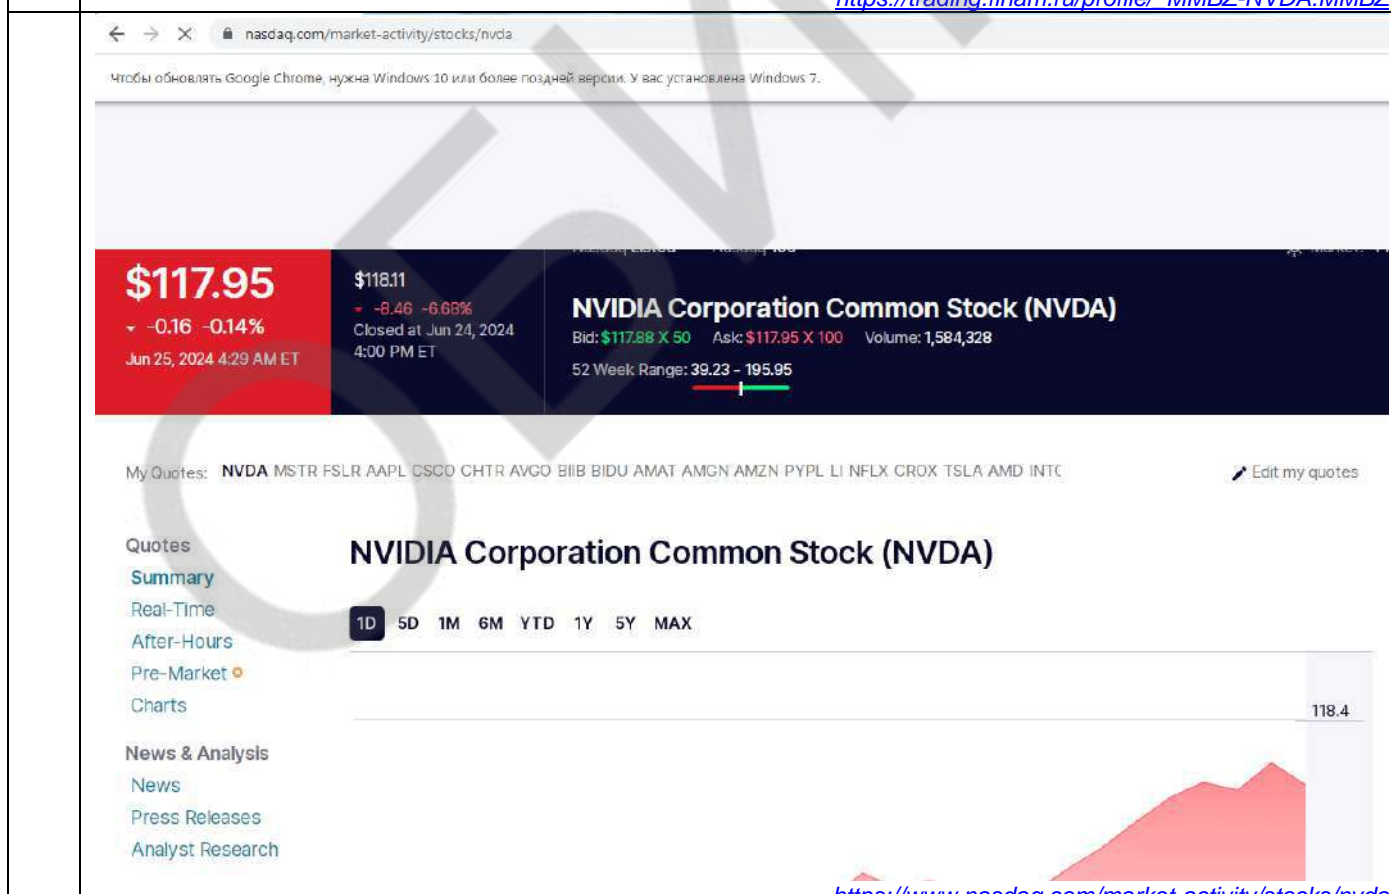 https://trading.finam.ru/profile/_MMBZ-NVDA.MMBZ
nasdaq.com/market-activity/stocks/nvda
Чтобы обновлять Google Chrome, нужна Windows 10 или более поздней версии. У вас установлена Windows 7.
$117.95
-0.16 -0.14%
Jun 25, 2024 4:29 AM ET
$118.11
-8.46 -6.68%
Closed at Jun 24, 2024
4:00 PM ET
Nasdaq Listed Nasdaq 100
Market:
NVIDIA Corporation Common Stock (NVDA)
Bid: $117.88 X 50 Ask: $117.95 X 100 Volume: 1,584,328
52 Week Range: 39.23 - 195.95
My Quotes: NVDA MSTR FSLR AAPL CSCO CHTR AVGO BIIB BIDU AMAT AMGN AMZN PYPL LI NFLX CROX TSLA AMD INTC
Edit my quotes
Quotes
Summary
Real-Time
After-Hours
Pre-Market
Charts
News & Analysis
News
Press Releases
Analyst Research
NVIDIA Corporation Common Stock (NVDA)
1D 5D 1M 6M YTD 1Y 5Y MAX
118.4
https://www.nasdaq.com/market-activity/stocks/nvda